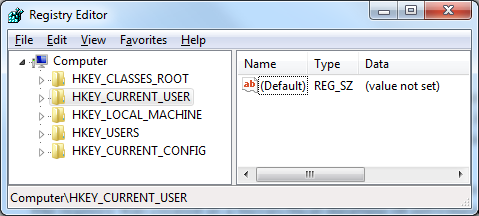 Registry Editor
File Edit View Favorites Help
Computer
HKEY_CLASSES_ROOT
HKEY_CURRENT_USER
HKEY_LOCAL_MACHINE
HKEY_USERS
HKEY_CURRENT_CONFIG
Name Type Data
ab (Default) REG_SZ (value not set)
Computer\HKEY_CURRENT_USER